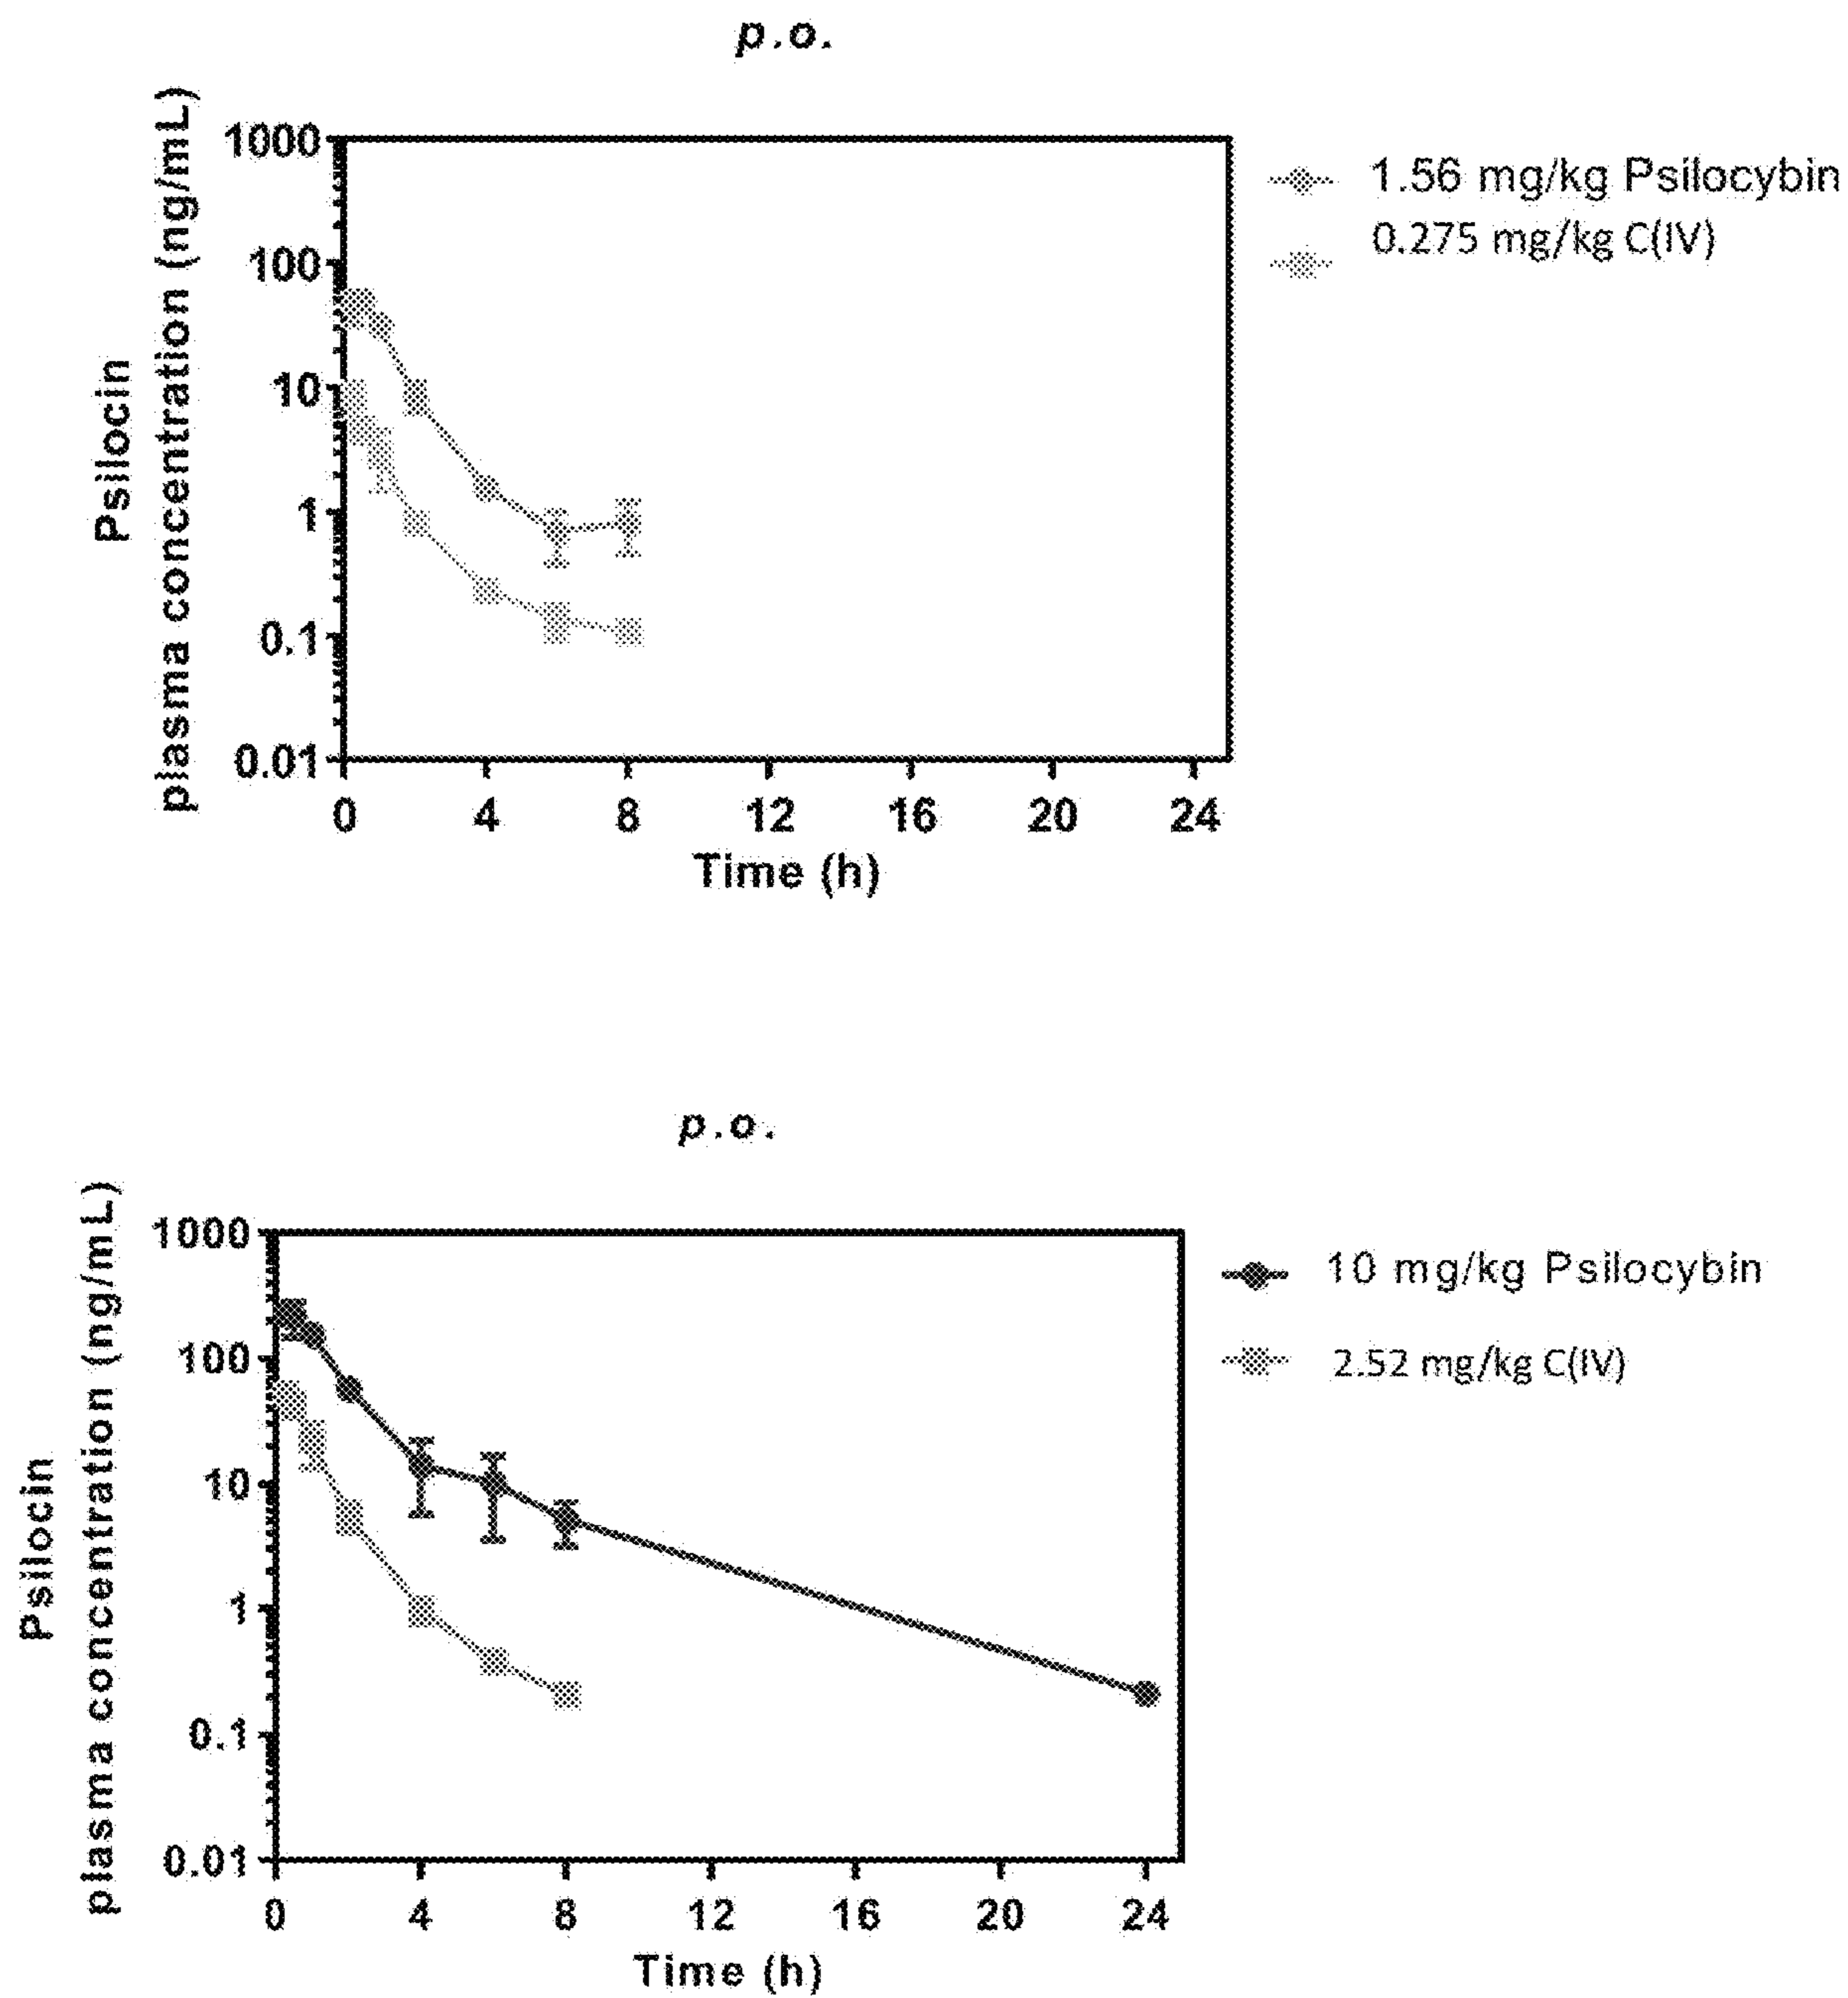 p.o.
Psilocin
plasma concentration (ng/mL)
1000
100
10
1
0.1
0.01
0 4 8 12 16 20 24
Time (h)
1.56 mg/kg Psilocybin
0.275 mg/kg C(IV)
p.o.
Psilocin
plasma concentration (ng/mL)
1000
100
10
1
0.1
0.01
0 4 8 12 16 20 24
Time (h)
10 mg/kg Psilocybin
2.52 mg/kg C(IV)